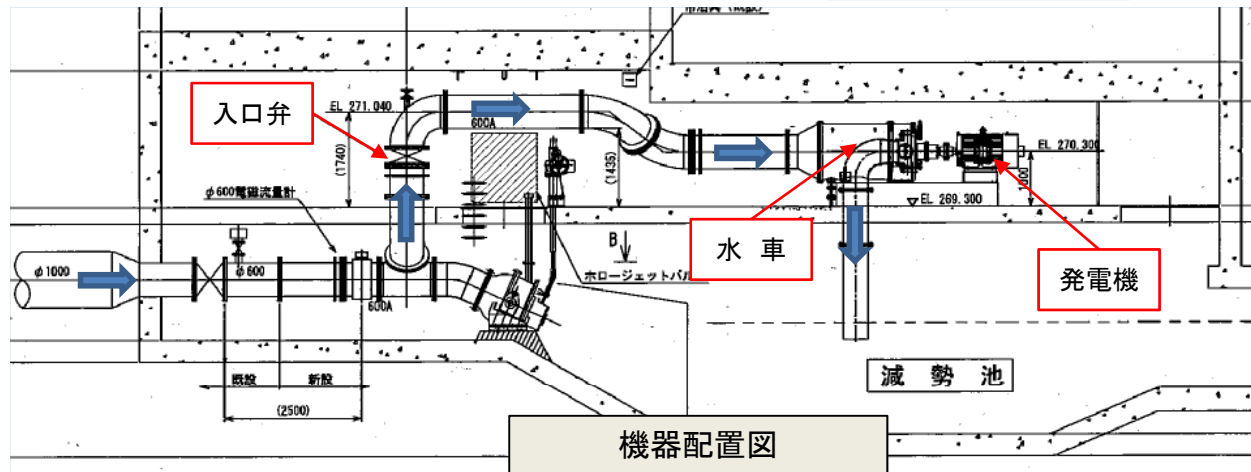 入口弁
EL 271.040
600A
(1740)
(1435)
EL 270.300
1000
φ600電磁流量計
▽EL 269.300
水 車
発電機
B
ホロージェットバル
φ1000
φ600
600A
既設
新設
(2500)
減 勢 池
機器配置図